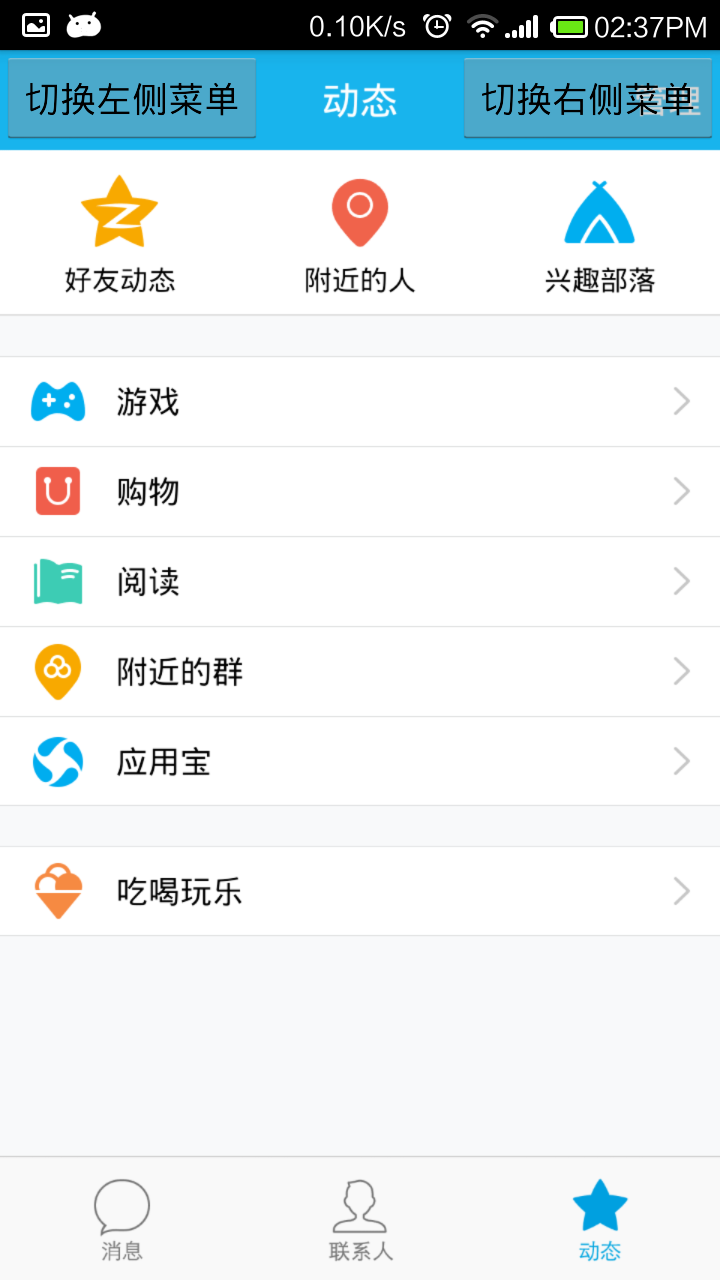 0.10K/s 02:37PM
切换左侧菜单 动态 切换右侧菜单
好友动态 附近的人 兴趣部落
游戏
购物
阅读
附近的群
应用宝
吃喝玩乐
消息 联系人 动态